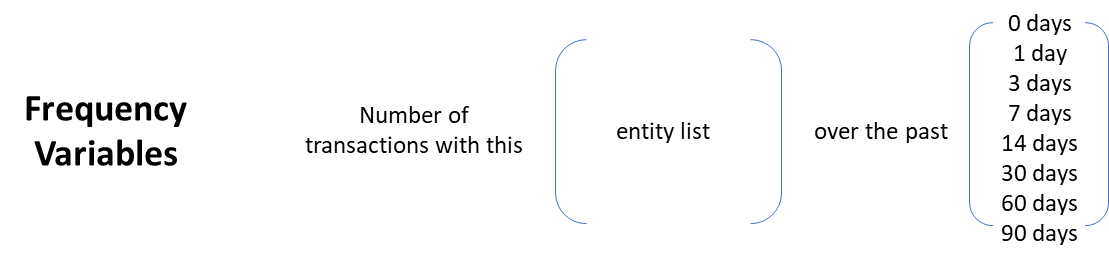 Frequency
Variables
Number of
transactions with this
entity list
over the past
0 days
1 day
3 days
7 days
14 days
30 days
60 days
90 days